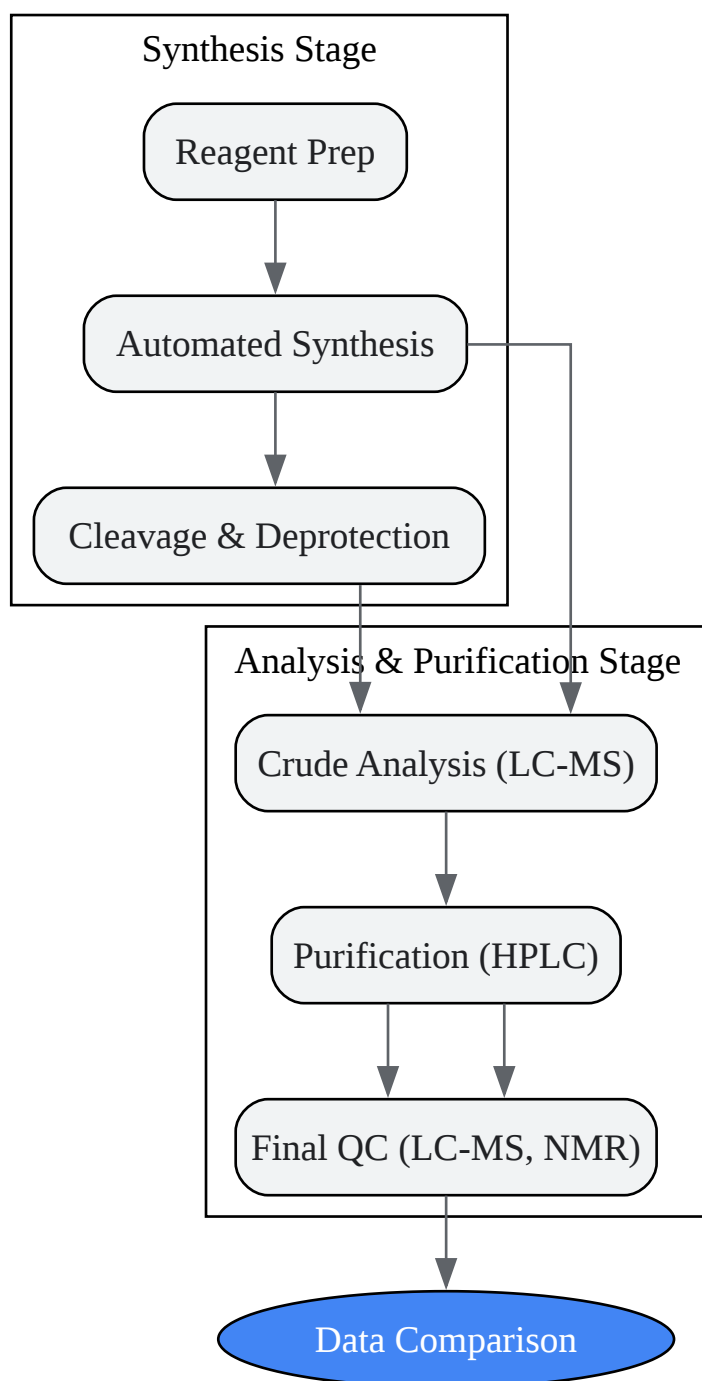 Synthesis Stage
Reagent Prep
Automated Synthesis
Cleavage & Deprotection
Analysis & Purification Stage
Crude Analysis (LC-MS)
Purification (HPLC)
Final QC (LC-MS, NMR)
Data Comparison